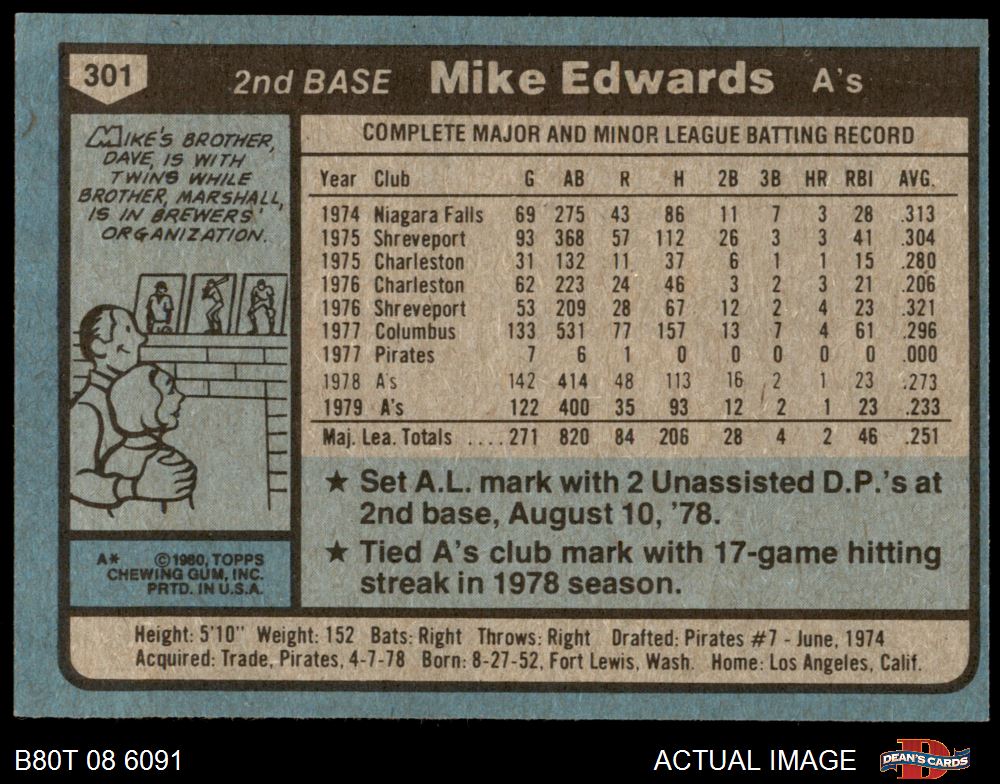 301
2nd BASE Mike Edwards A's
MIKE'S BROTHER,
DAVE, IS WITH
TWINS WHILE
BROTHER, MARSHALL,
IS IN BREWERS'
ORGANIZATION.
COMPLETE MAJOR AND MINOR LEAGUE BATTING RECORD
Year Club G AB R H 2B 3B HR RBI AVG.
1974 Niagara Falls 69 275 43 86 11 7 3 28 .313
1975 Shreveport 93 368 57 112 26 3 3 41 .304
1975 Charleston 31 132 11 37 6 1 1 15 .280
1976 Charleston 62 223 24 46 3 2 3 21 .206
1976 Shreveport 53 209 28 67 12 2 4 23 .321
1977 Columbus 133 531 77 157 13 7 4 61 .296
1977 Pirates 7 6 1 0 0 0 0 0 .000
1978 A's 142 414 48 113 16 2 1 23 .273
1979 A's 122 400 35 93 12 2 1 23 .233
Maj. Lea. Totals ....271 820 84 206 28 4 2 46 .251
★ Set A.L. mark with 2 Unassisted D.P.'s at
2nd base, August 10, '78.
★ Tied A's club mark with 17-game hitting
streak in 1978 season.
A* ©1980, TOPPS
CHEWING GUM, INC.
PRTD. IN U.S.A.
Height: 5'10" Weight: 152 Bats: Right Throws: Right Drafted: Pirates #7 - June, 1974
Acquired: Trade, Pirates, 4-7-78 Born: 8-27-52, Fort Lewis, Wash. Home: Los Angeles, Calif.
B80T 08 6091
ACTUAL IMAGE
D
DEAN'S CARDS